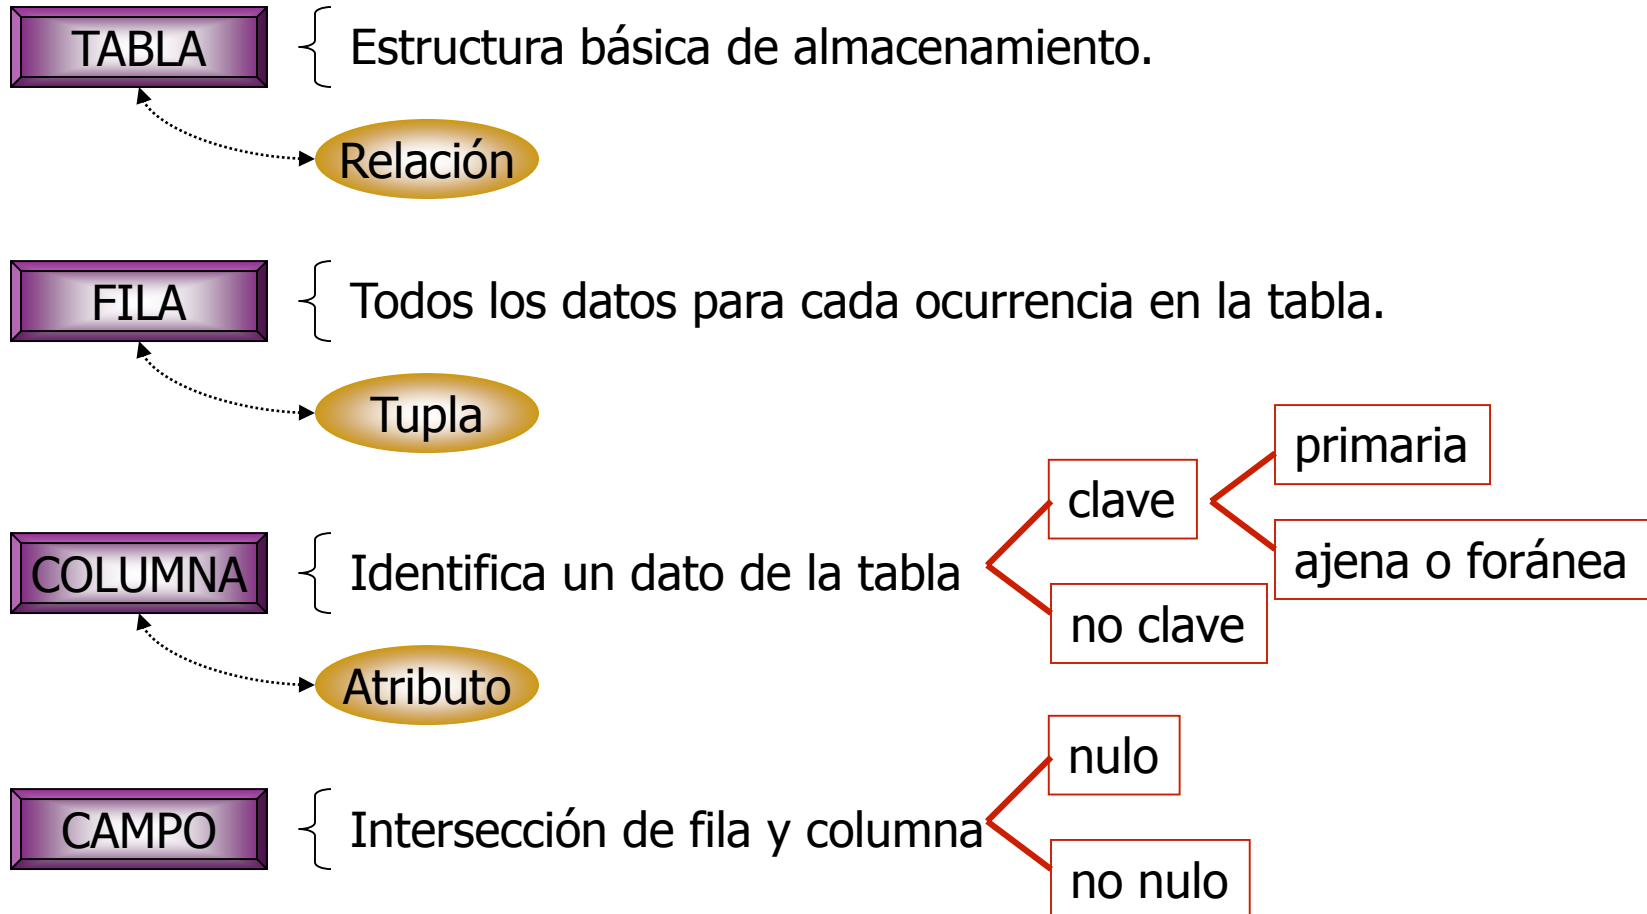 TABLA
Estructura básica de almacenamiento.
Relación
FILA
Todos los datos para cada ocurrencia en la tabla.
Tupla
primaria
clave
ajena o foránea
COLUMNA
Identifica un dato de la tabla
no clave
Atributo
nulo
CAMPO
Intersección de fila y columna
no nulo